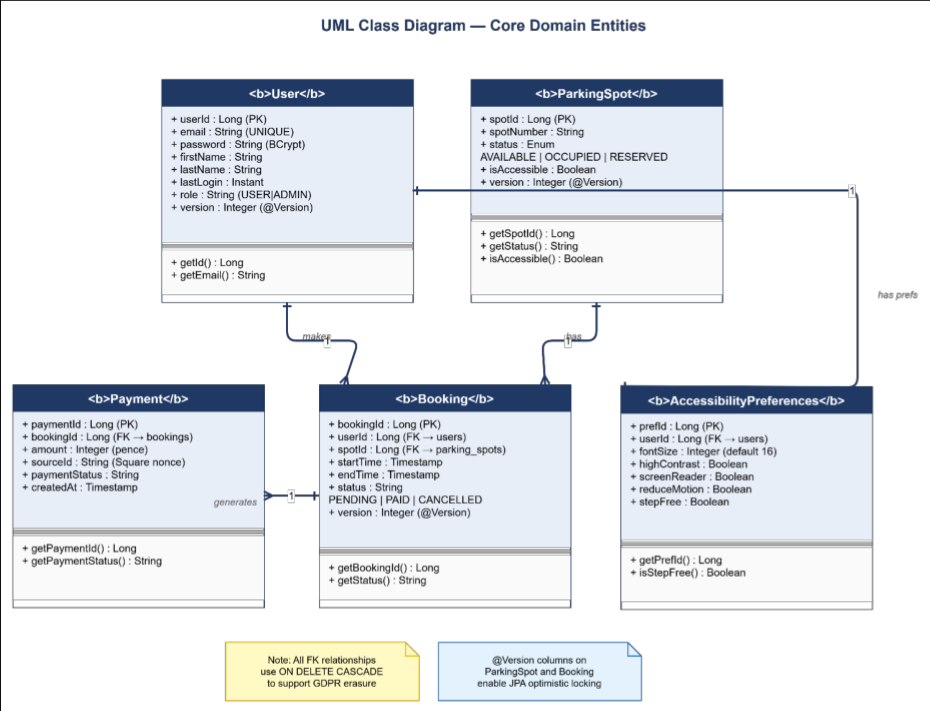 UML Class Diagram — Core Domain Entities
<b>User</b>
+ userId : Long (PK)
+ email : String (UNIQUE)
+ password : String (BCrypt)
+ firstName : String
+ lastName : String
+ lastLogin : Instant
+ role : String (USER|ADMIN)
+ version : Integer (@Version)
+ getId() : Long
+ getEmail() : String
<b>ParkingSpot</b>
+ spotId : Long (PK)
+ spotNumber : String
+ status : Enum
AVAILABLE | OCCUPIED | RESERVED
+ isAccessible : Boolean
+ version : Integer (@Version)
+ getSpotId() : Long
+ getStatus() : String
+ isAccessible() : Boolean
1
has prefs
makes
1
has
1
<b>Payment</b>
+ paymentId : Long (PK)
+ bookingId : Long (FK → bookings)
+ amount : Integer (pence)
+ sourceId : String (Square nonce)
+ paymentStatus : String
+ createdAt : Timestamp
+ getPaymentId() : Long
+ getPaymentStatus() : String
generates
1
<b>Booking</b>
+ bookingId : Long (PK)
+ userId : Long (FK → users)
+ spotId : Long (FK → parking_spots)
+ startTime : Timestamp
+ endTime : Timestamp
+ status : String
PENDING | PAID | CANCELLED
+ version : Integer (@Version)
+ getBookingId() : Long
+ getStatus() : String
<b>AccessibilityPreferences</b>
+ prefId : Long (PK)
+ userId : Long (FK → users)
+ fontSize : Integer (default 16)
+ highContrast : Boolean
+ screenReader : Boolean
+ reduceMotion : Boolean
+ stepFree : Boolean
+ getPrefId() : Long
+ isStepFree() : Boolean
Note: All FK relationships
use ON DELETE CASCADE
to support GDPR erasure
@Version columns on
ParkingSpot and Booking
enable JPA optimistic locking